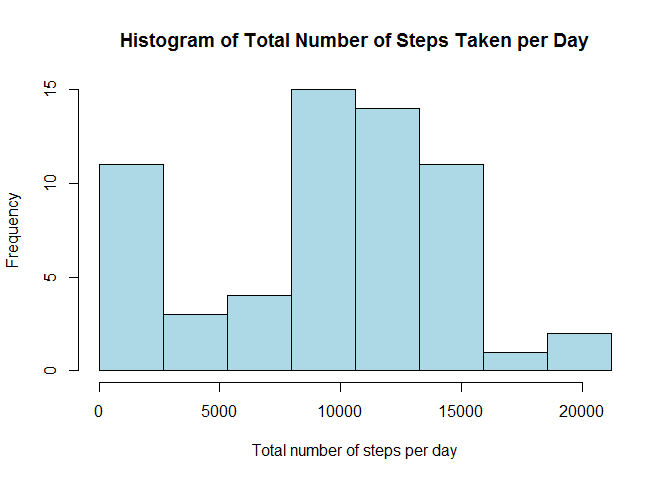 Histogram of Total Number of Steps Taken per Day
15
10
5
0
Frequency
0 5000 10000 15000 20000
Total number of steps per day